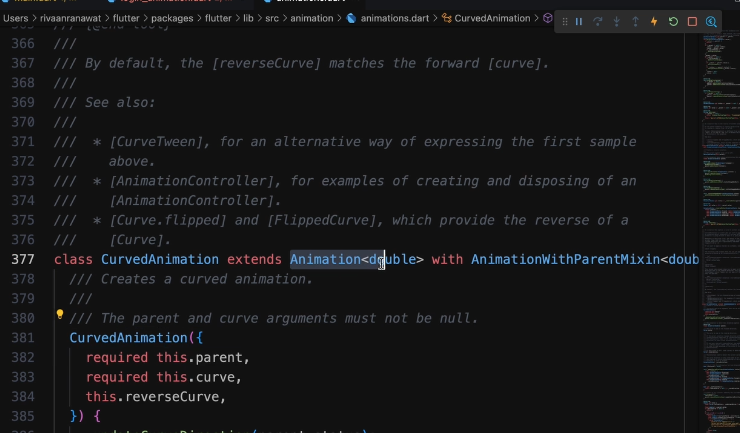 Users > rivaanranawat > flutter > packages > flutter > lib > src > animation > animations.dart > CurvedAnimation >
366 ///
367 /// By default, the [reverseCurve] matches the forward [curve].
368 ///
369 /// See also:
370 ///
371 ///  * [CurveTween], for an alternative way of expressing the first sample
372 ///    above.
373 ///  * [AnimationController], for examples of creating and disposing of an
374 ///    [AnimationController].
375 ///  * [Curve.flipped] and [FlippedCurve], which provide the reverse of a
376 ///    [Curve].
377 class CurvedAnimation extends Animation<double> with AnimationWithParentMixin<doub
378   /// Creates a curved animation.
379   ///
380   /// The parent and curve arguments must not be null.
381   CurvedAnimation({
382     required this.parent,
383     required this.curve,
384     this.reverseCurve,
385   }) {